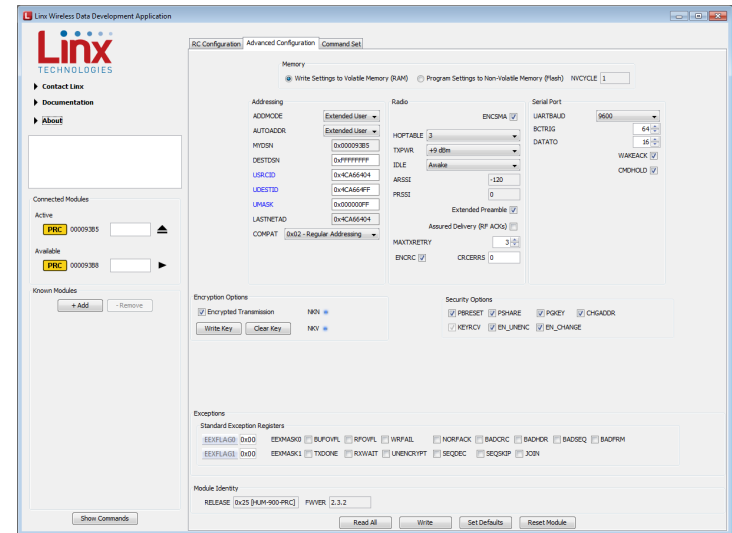 Linx Wireless Data Development Application
Linx
TECHNOLOGIES
Contact Linx
Documentation
About
Connected Modules
Active
PRC 000093B5
Available
PRC 000093B8
Known Modules
+ Add - Remove
Show Commands
RC Configuration Advanced Configuration Command Set
Memory
Write Settings to Volatile Memory (RAM) Program Settings to Non-Volatile Memory (Flash) NVCYCLE 1
Addressing
ADDMODE Extended User
AUTOADDR Extended User
MYDSN 0x000093B5
DESTDSN 0xFFFFFFFF
USRCID 0x4CA66404
UDESTID 0x4CA664FF
UMASK 0x000000FF
LASTNETAD 0x4CA66404
COMPAT 0x02 - Regular Addressing
Radio
ENCSMA
HOPTABLE 3
TXPWR +9 dBm
IDLE Awake
ARSSI -120
PRSSI 0
Extended Preamble
Assured Delivery (RF ACKs)
MAXTXRETRY 3
ENCRC CRCERRS 0
Serial Port
UARTBAUD 9600
BCTRIG 64
DATATO 16
WAKEACK
CMDHOLD
Encryption Options
Encrypted Transmission NKN
Write Key Clear Key NKV
Security Options
PBRESET PSHARE PGKEY CHGADDR
KEYRCV EN_UNENC EN_CHANGE
Exceptions
Standard Exception Registers
EEXFLAG0 0x00 EEXMASK0 BUFOVFL RFOVFL WRFAIL NORFACK BADCRC BADHDR BADSEQ BADFRM
EEXFLAG1 0x00 EEXMASK1 TXDONE RXWAIT UNENCRYPT SEQDEC SEQSKIP JOIN
Module Identity
RELEASE 0x25 [HUM-900-PRC] FWVER 2.3.2
Read All Write Set Defaults Reset Module